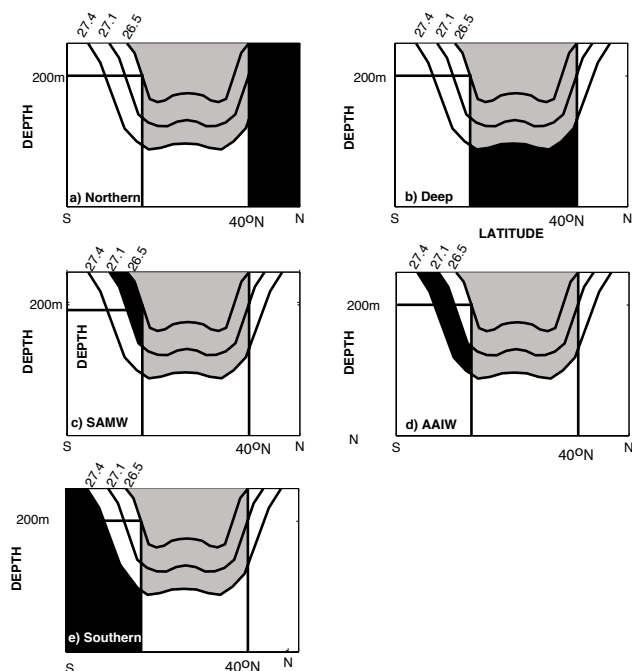 27.4 27.1 26.5
200m
DEPTH
a) Northern
S 40ºN N
27.4 27.1 26.5
200m
DEPTH
b) Deep
S 40ºN N
LATITUDE
27.4 27.1 26.5
200m
DEPTH
DEPTH
c) SAMW
S 40ºN N
27.4 27.1 26.5
200m
DEPTH
d) AAIW
N 40ºN N
27.4 27.1 26.5
200m
DEPTH
e) Southern
S 40ºN N